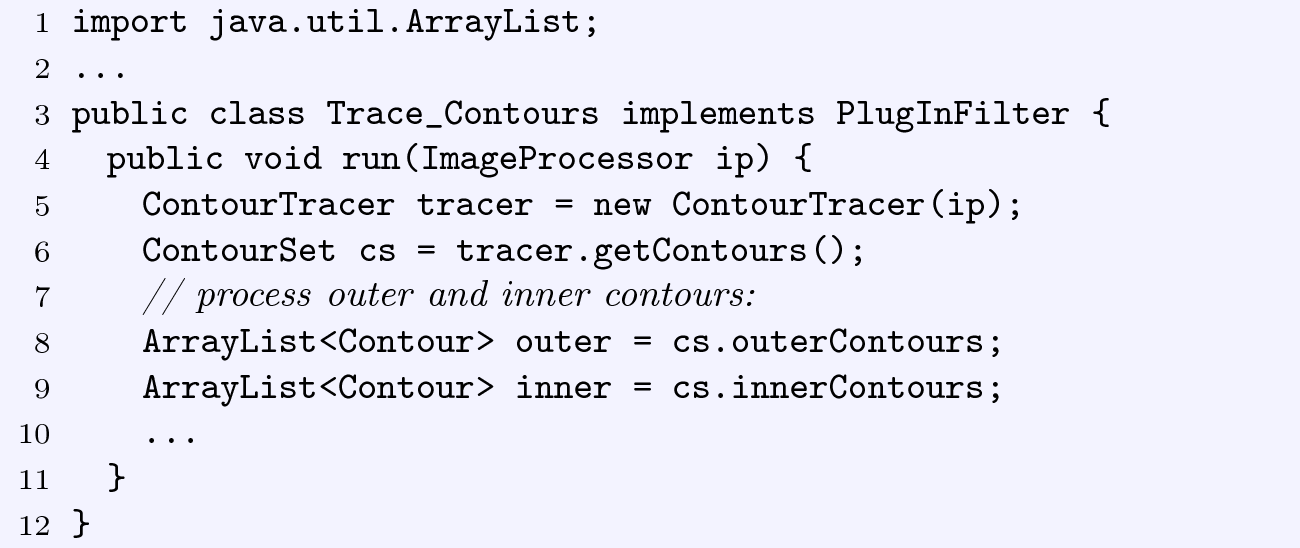 1 import java.util.ArrayList;
2 ...
3 public class Trace_Contours implements PlugInFilter {
4   public void run(ImageProcessor ip) {
5     ContourTracer tracer = new ContourTracer(ip);
6     ContourSet cs = tracer.getContours();
7     // process outer and inner contours:
8     ArrayList<Contour> outer = cs.outerContours;
9     ArrayList<Contour> inner = cs.innerContours;
10     ...
11   }
12 }